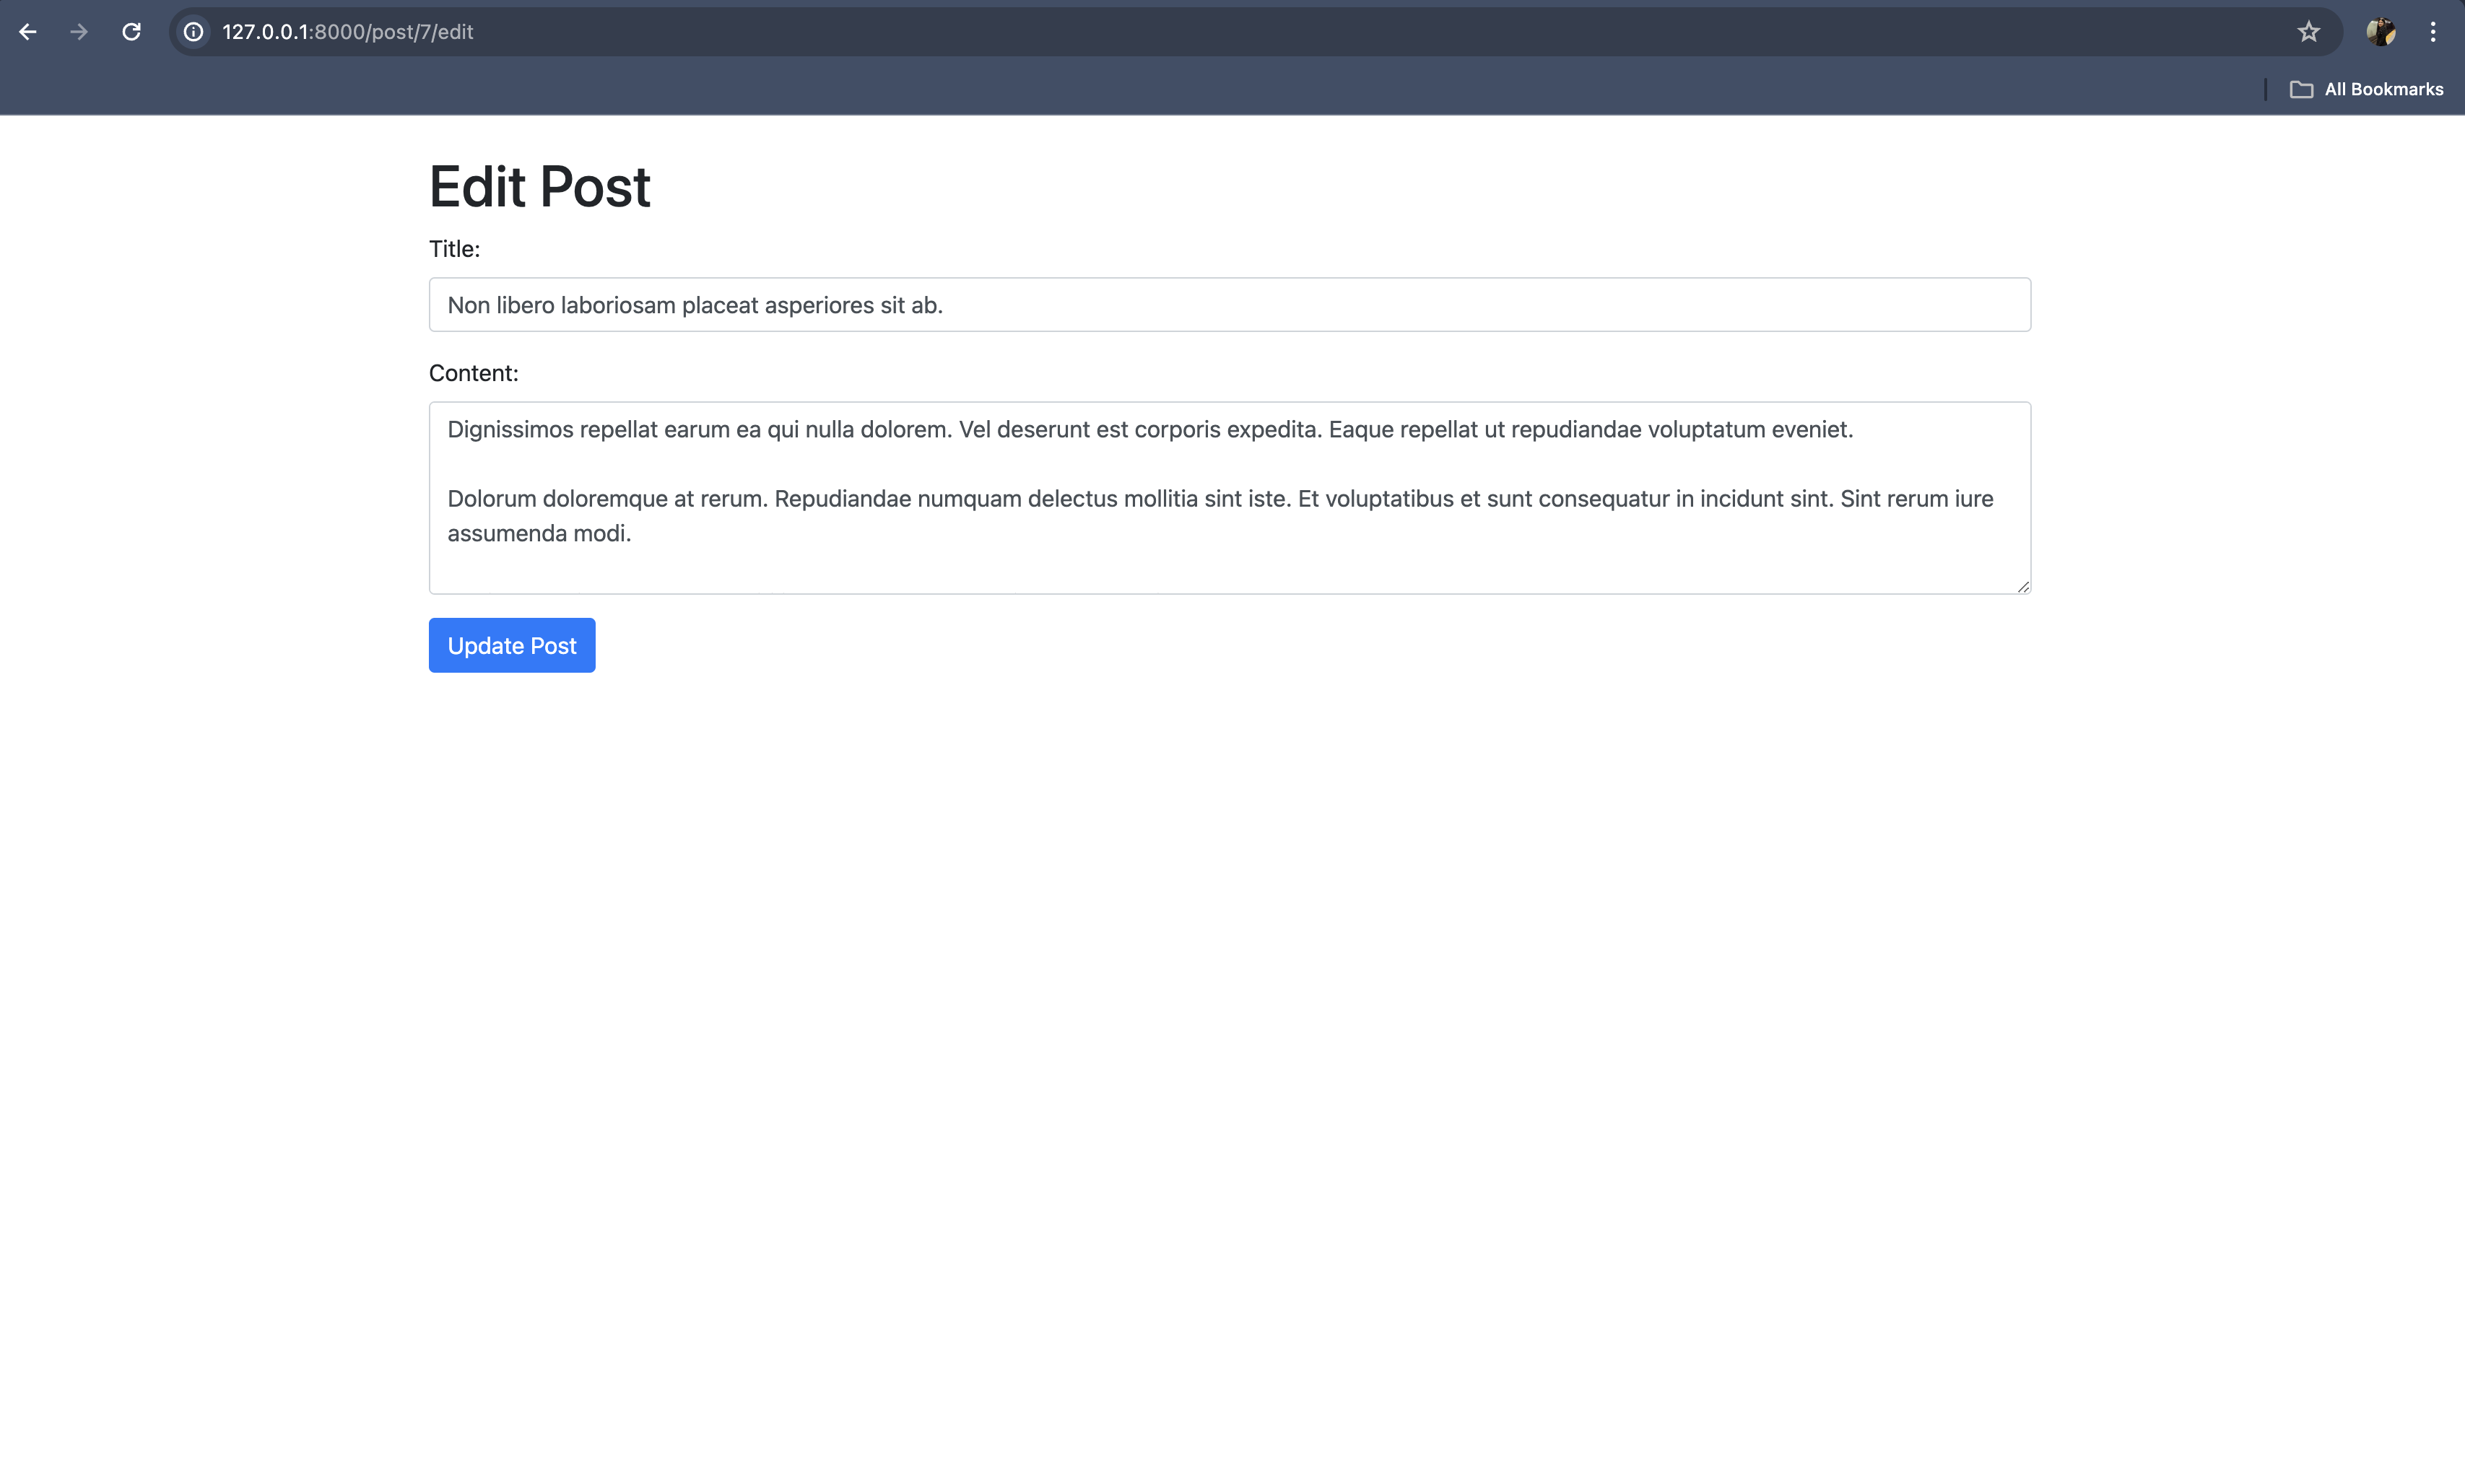 127.0.0.1:8000/post/7/edit
All Bookmarks
Edit Post
Title:
Non libero laboriosam placeat asperiores sit ab.
Content:
Dignissimos repellat earum ea qui nulla dolorem. Vel deserunt est corporis expedita. Eaque repellat ut repudiandae voluptatum eveniet.
Dolorum doloremque at rerum. Repudiandae numquam delectus mollitia sint iste. Et voluptatibus et sunt consequatur in incidunt sint. Sint rerum iure
assumenda modi.
Update Post